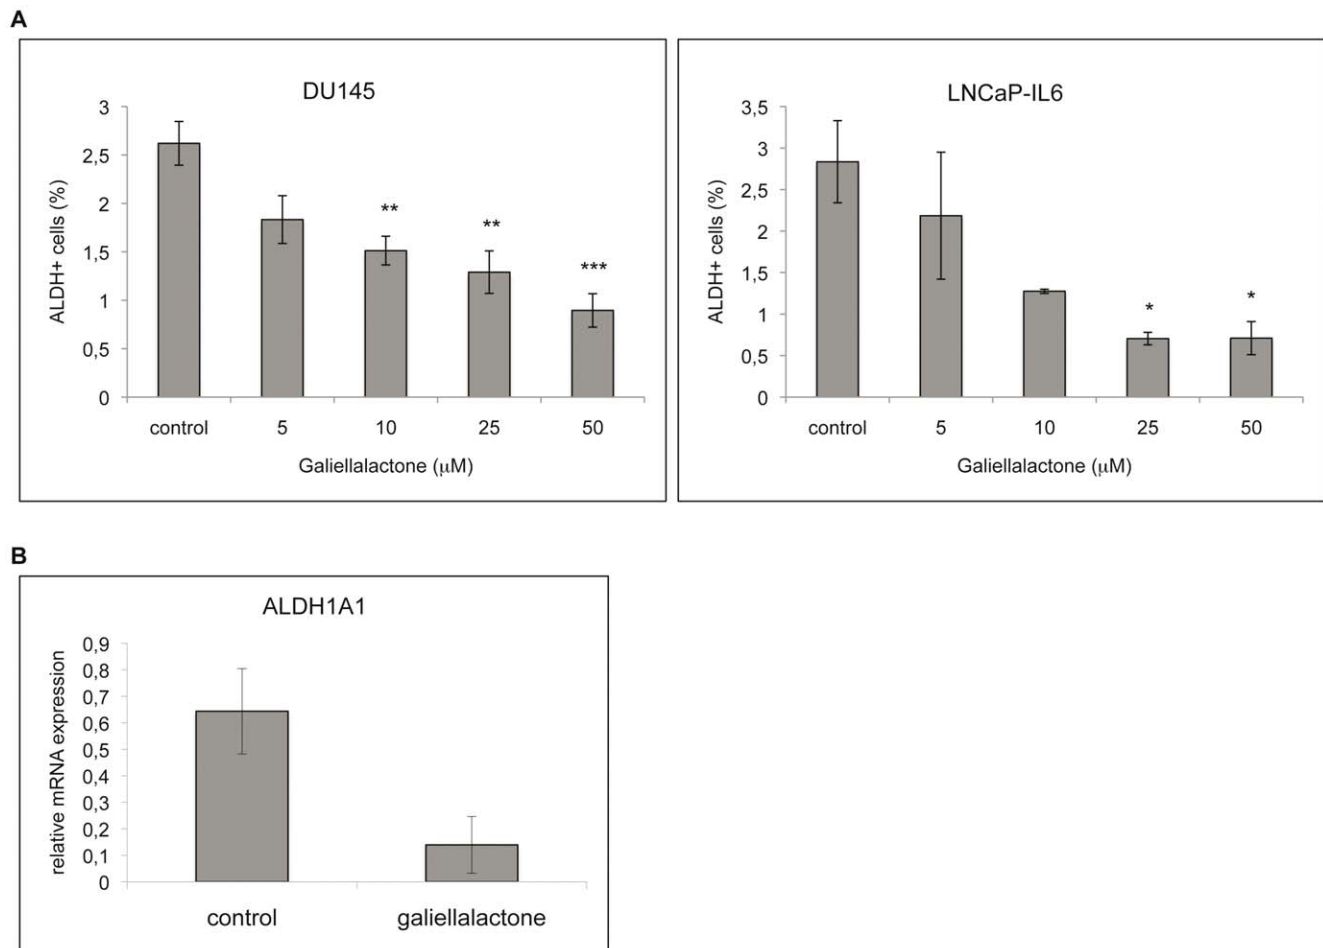 A
DU145
3
2,5
2
1,5
1
0,5
0
ALDH+ cells (%)
**
**
***
control 5 10 25 50
Galiellalactone (μM)
LNCaP-IL6
3,5
3
2,5
2
1,5
1
0,5
0
ALDH+ cells (%)
*
*
control 5 10 25 50
Galiellalactone (μM)
B
ALDH1A1
0,9
0,8
0,7
0,6
0,5
0,4
0,3
0,2
0,1
0
relative mRNA expression
control galiellalactone